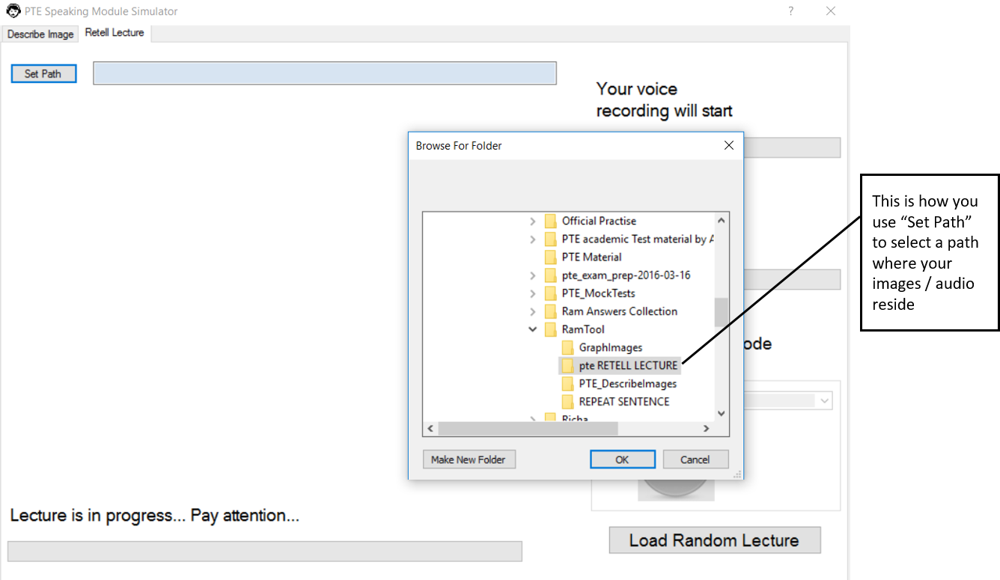 PTE Speaking Module Simulator
?
Describe Image
Retell Lecture
Set Path
Your voice
recording will start
Browse For Folder
Official Practise
PTE academic Test material by A
PTE Material
pte_exam_prep-2016-03-16
PTE_MockTests
Ram Answers Collection
RamTool
GraphImages
pte RETELL LECTURE
PTE_DescribeImages
REPEAT SENTENCE
Richa
Make New Folder
OK
Cancel
ode
This is how you
use “Set Path”
to select a path
where your
images / audio
reside
Lecture is in progress... Pay attention...
Load Random Lecture